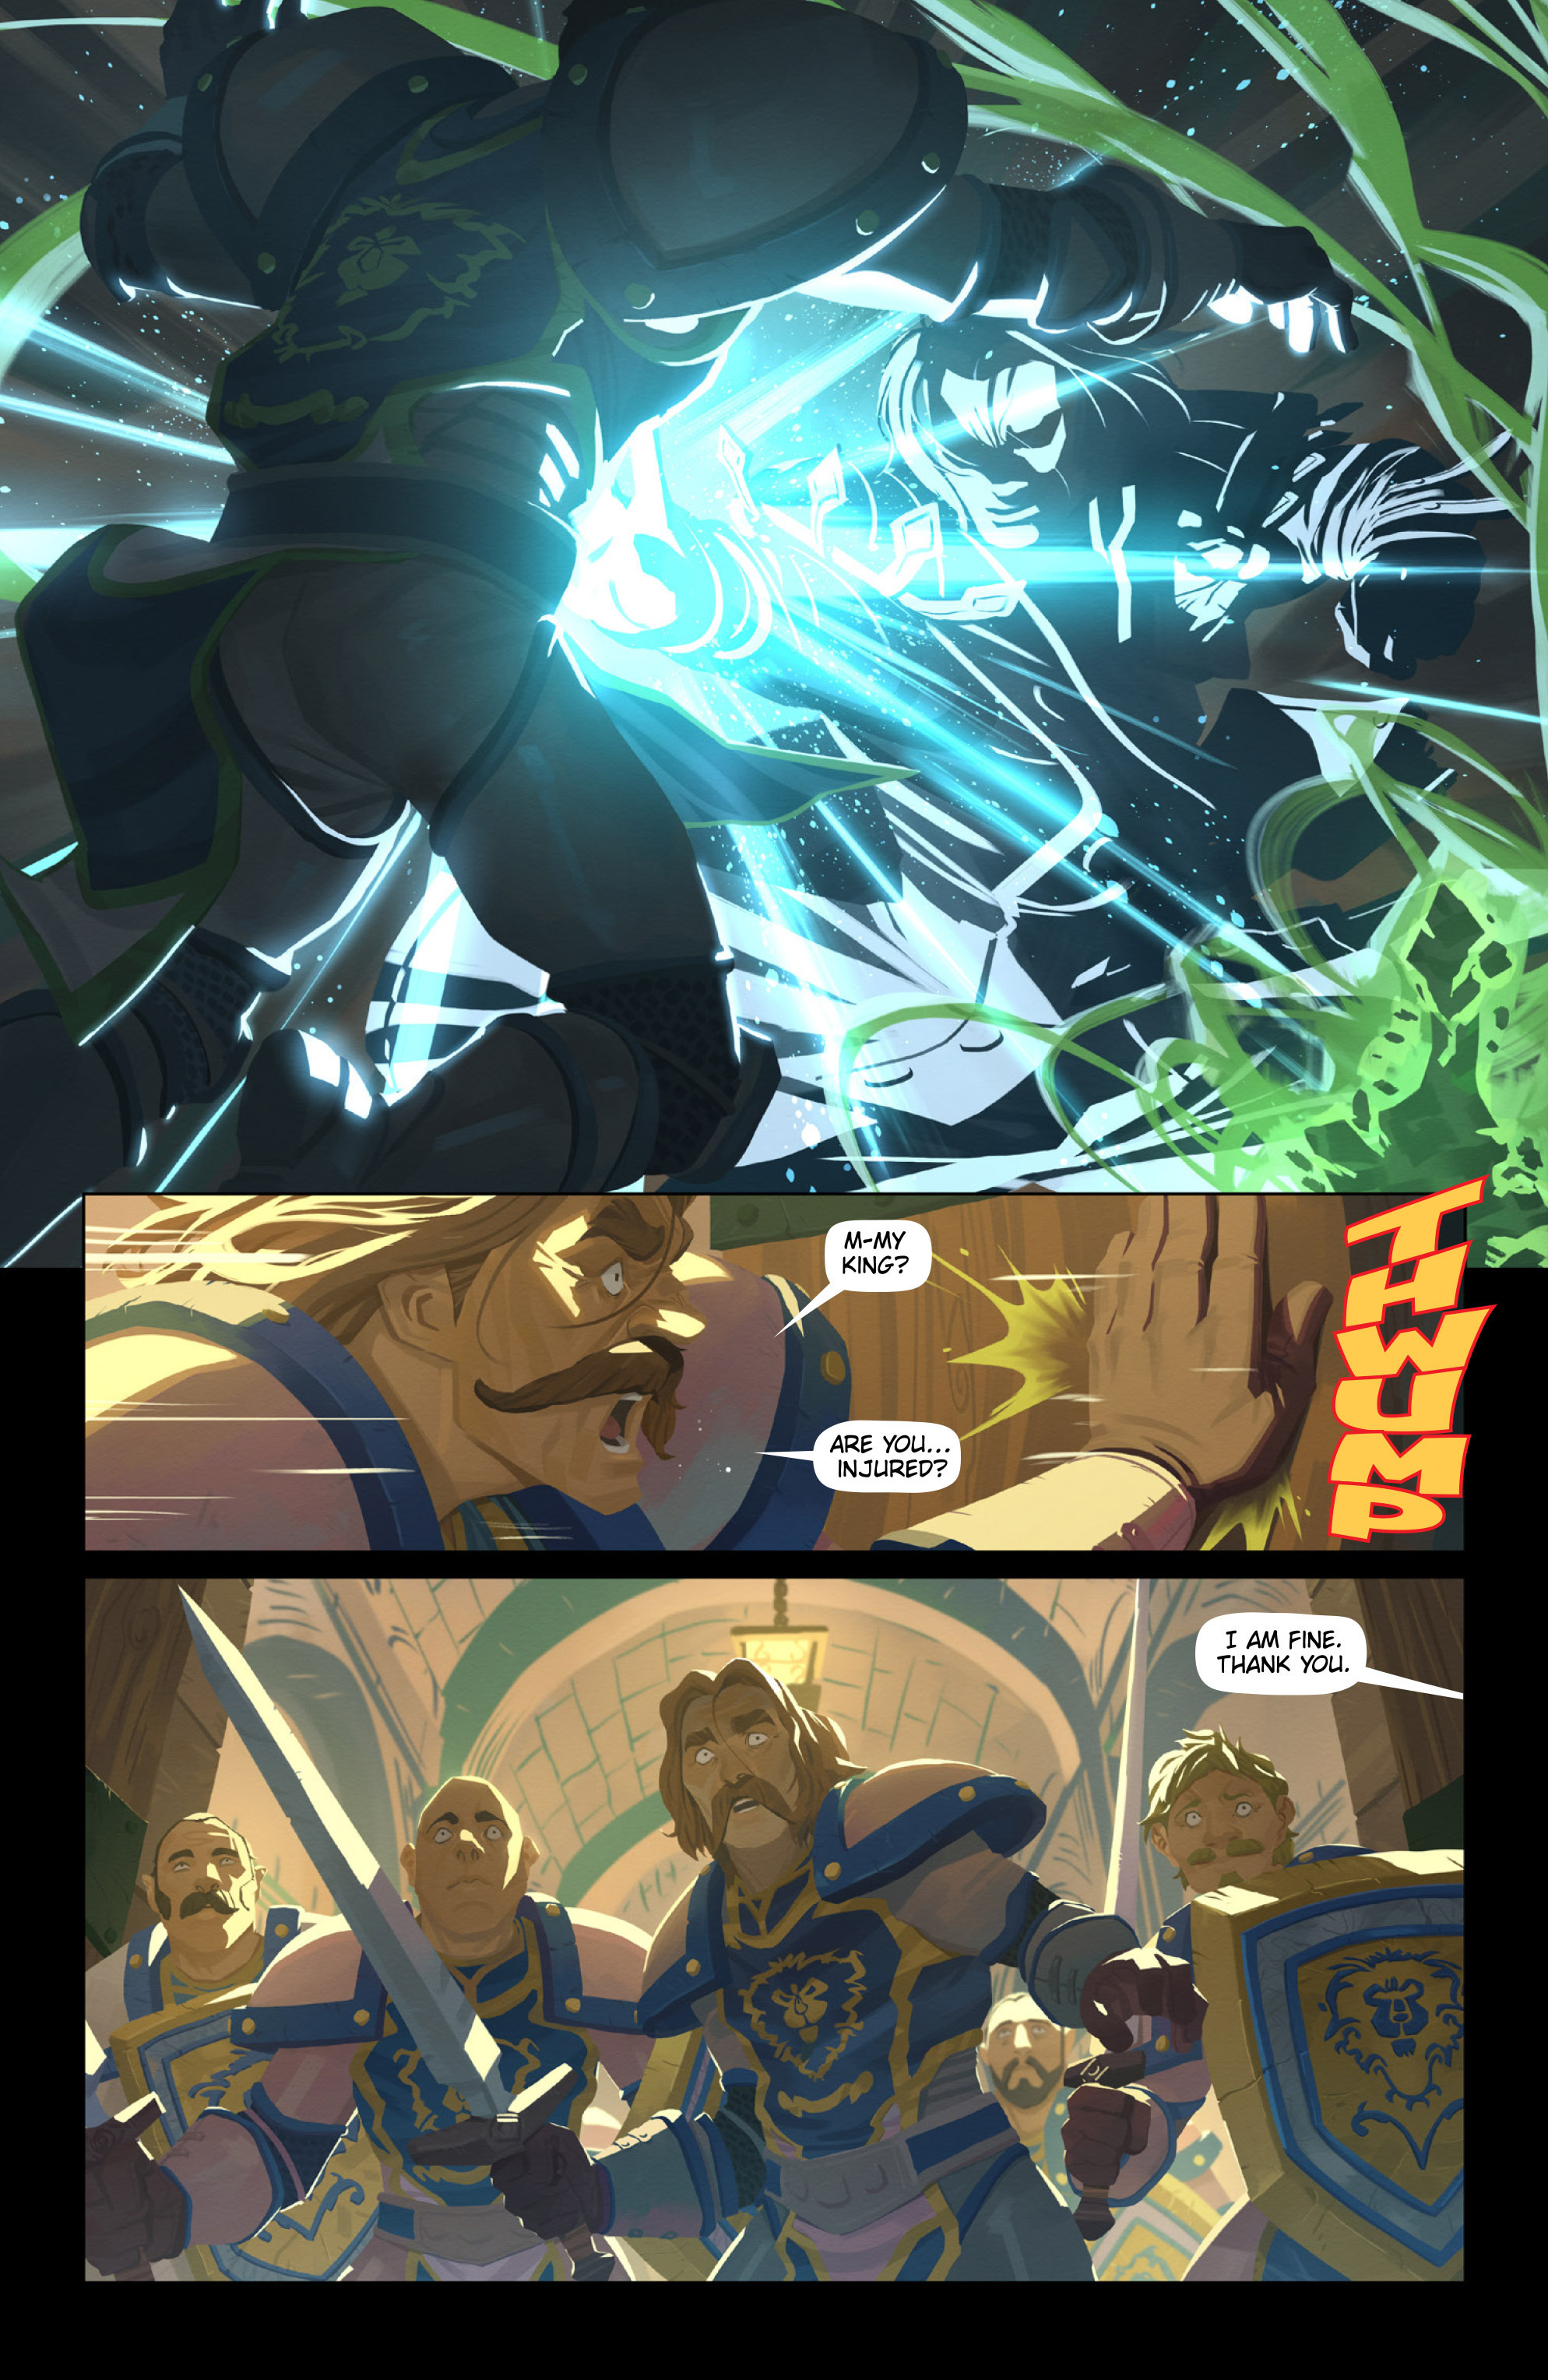 M-MY
KING?
THWUMP
ARE YOU...
INJURED?
I AM FINE.
THANK YOU.